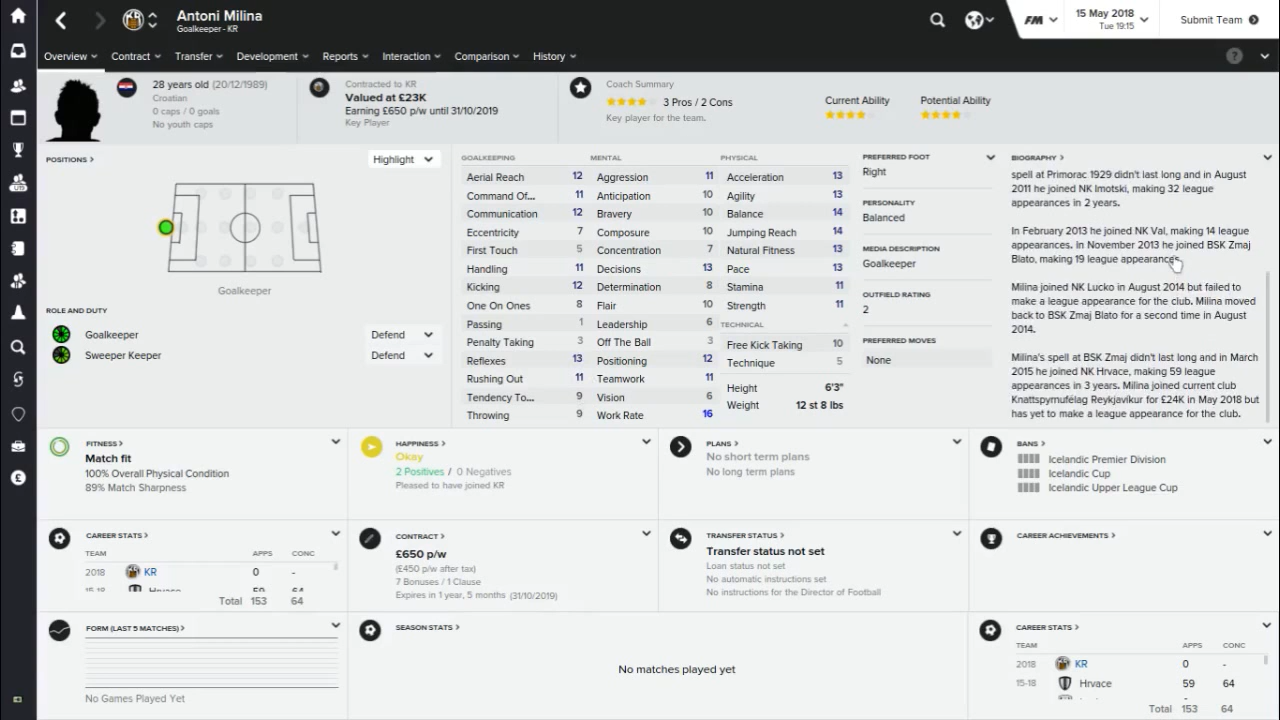 Antoni Milina
Goalkeeper - KR
FM
15 May 2018
Tue 19:15
Submit Team
Overview
Contract
Transfer
Development
Reports
Interaction
Comparison
History
?
28 years old (20/12/1989)
Croatian
0 caps / 0 goals
No youth caps
Contracted to KR
Valued at £23K
Earning £650 p/w until 31/10/2019
Key Player
Coach Summary
3 Pros / 2 Cons
Key player for the team.
Current Ability
Potential Ability
POSITIONS >
Highlight
Goalkeeper
ROLE AND DUTY
Goalkeeper Defend
Sweeper Keeper Defend
GOALKEEPING
Aerial Reach 12
Command Of... 11
Communication 12
Eccentricity 7
First Touch 5
Handling 11
Kicking 12
One On Ones 8
Passing 1
Penalty Taking 3
Reflexes 13
Rushing Out 11
Tendency To... 9
Throwing 9
MENTAL
Aggression 11
Anticipation 10
Bravery 10
Composure 10
Concentration 7
Decisions 13
Determination 8
Flair 10
Leadership 6
Off The Ball 3
Positioning 12
Teamwork 11
Vision 6
Work Rate 16
PHYSICAL
Acceleration 13
Agility 13
Balance 14
Jumping Reach 14
Natural Fitness 13
Pace 13
Stamina 11
Strength 11
TECHNICAL
Free Kick Taking 10
Technique 5
Height 6'3"
Weight 12 st 8 lbs
PREFERRED FOOT
Right
PERSONALITY
Balanced
MEDIA DESCRIPTION
Goalkeeper
OUTFIELD RATING
2
PREFERRED MOVES
None
BIOGRAPHY >
spell at Primorac 1929 didn't last long and in August
2011 he joined NK Imotski, making 32 league
appearances in 2 years.
In February 2013 he joined NK Val, making 14 league
appearances. In November 2013 he joined BSK Zmaj
Blato, making 19 league appearances.
Milina joined NK Lucko in August 2014 but failed to
make a league appearance for the club. Milina moved
back to BSK Zmaj Blato for a second time in August
2014.
Milina's spell at BSK Zmaj didn't last long and in March
2015 he joined NK Hrvace, making 59 league
appearances in 3 years. Milina joined current club
Knattspyrnufélag Reykjavíkur for £24K in May 2018 but
has yet to make a league appearance for the club.
FITNESS >
Match fit
100% Overall Physical Condition
89% Match Sharpness
HAPPINESS >
Okay
2 Positives / 0 Negatives
Pleased to have joined KR
PLANS >
No short term plans
No long term plans
BANS >
Icelandic Premier Division
Icelandic Cup
Icelandic Upper League Cup
CAREER STATS >
TEAM APPS CONC
2018 KR 0 -
15-18 Hrvace 59 64
Total 153 64
CONTRACT >
£650 p/w
(£450 p/w after tax)
7 Bonuses / 1 Clause
Expires in 1 year, 5 months (31/10/2019)
TRANSFER STATUS >
Transfer status not set
Loan status not set
No automatic instructions set
No instructions for the Director of Football
CAREER ACHIEVEMENTS >
FORM (LAST 5 MATCHES) >
No Games Played Yet
SEASON STATS >
No matches played yet
CAREER STATS >
TEAM APPS CONC
2018 KR 0 -
15-18 Hrvace 59 64
Total 153 64